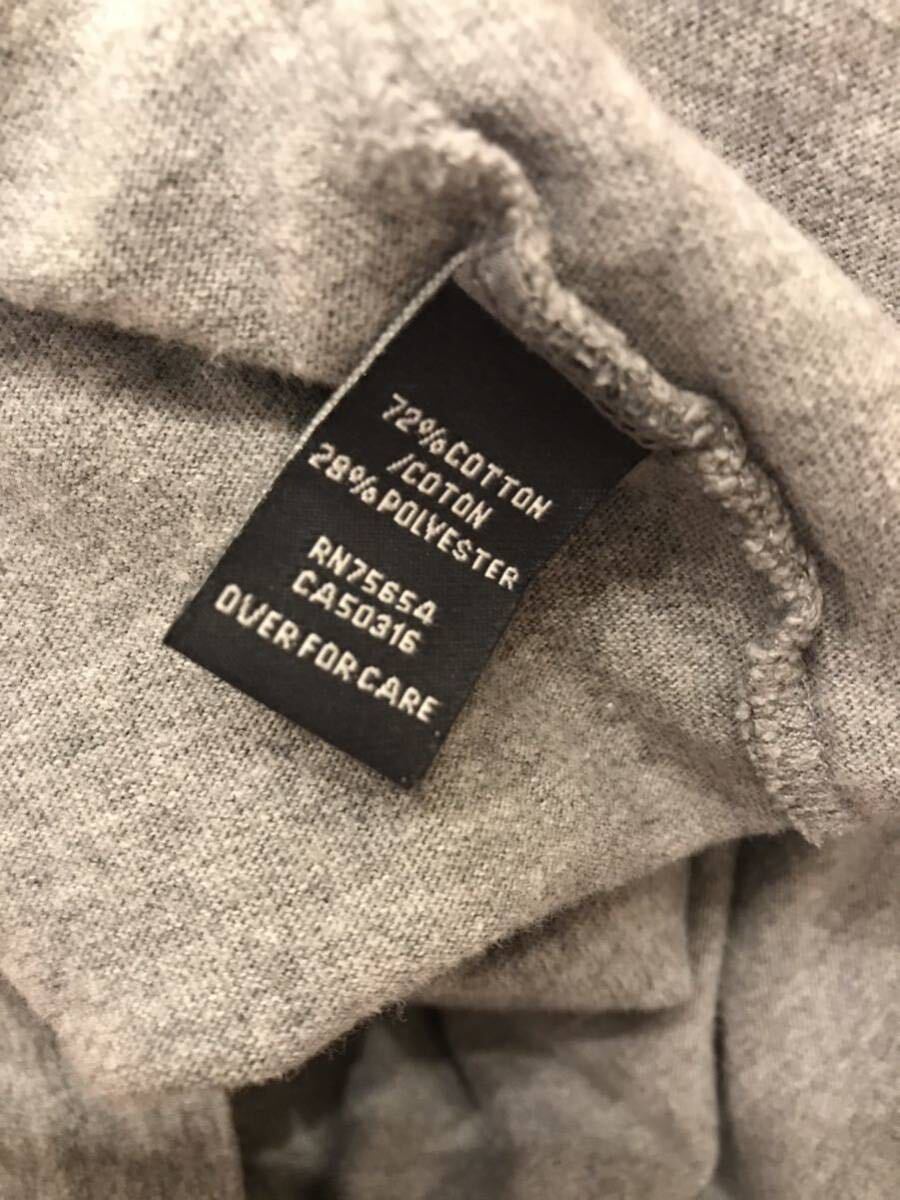 72%COTTON
/COTON
28%POLYESTER
RN75654
CA50316
OVER FOR CARE